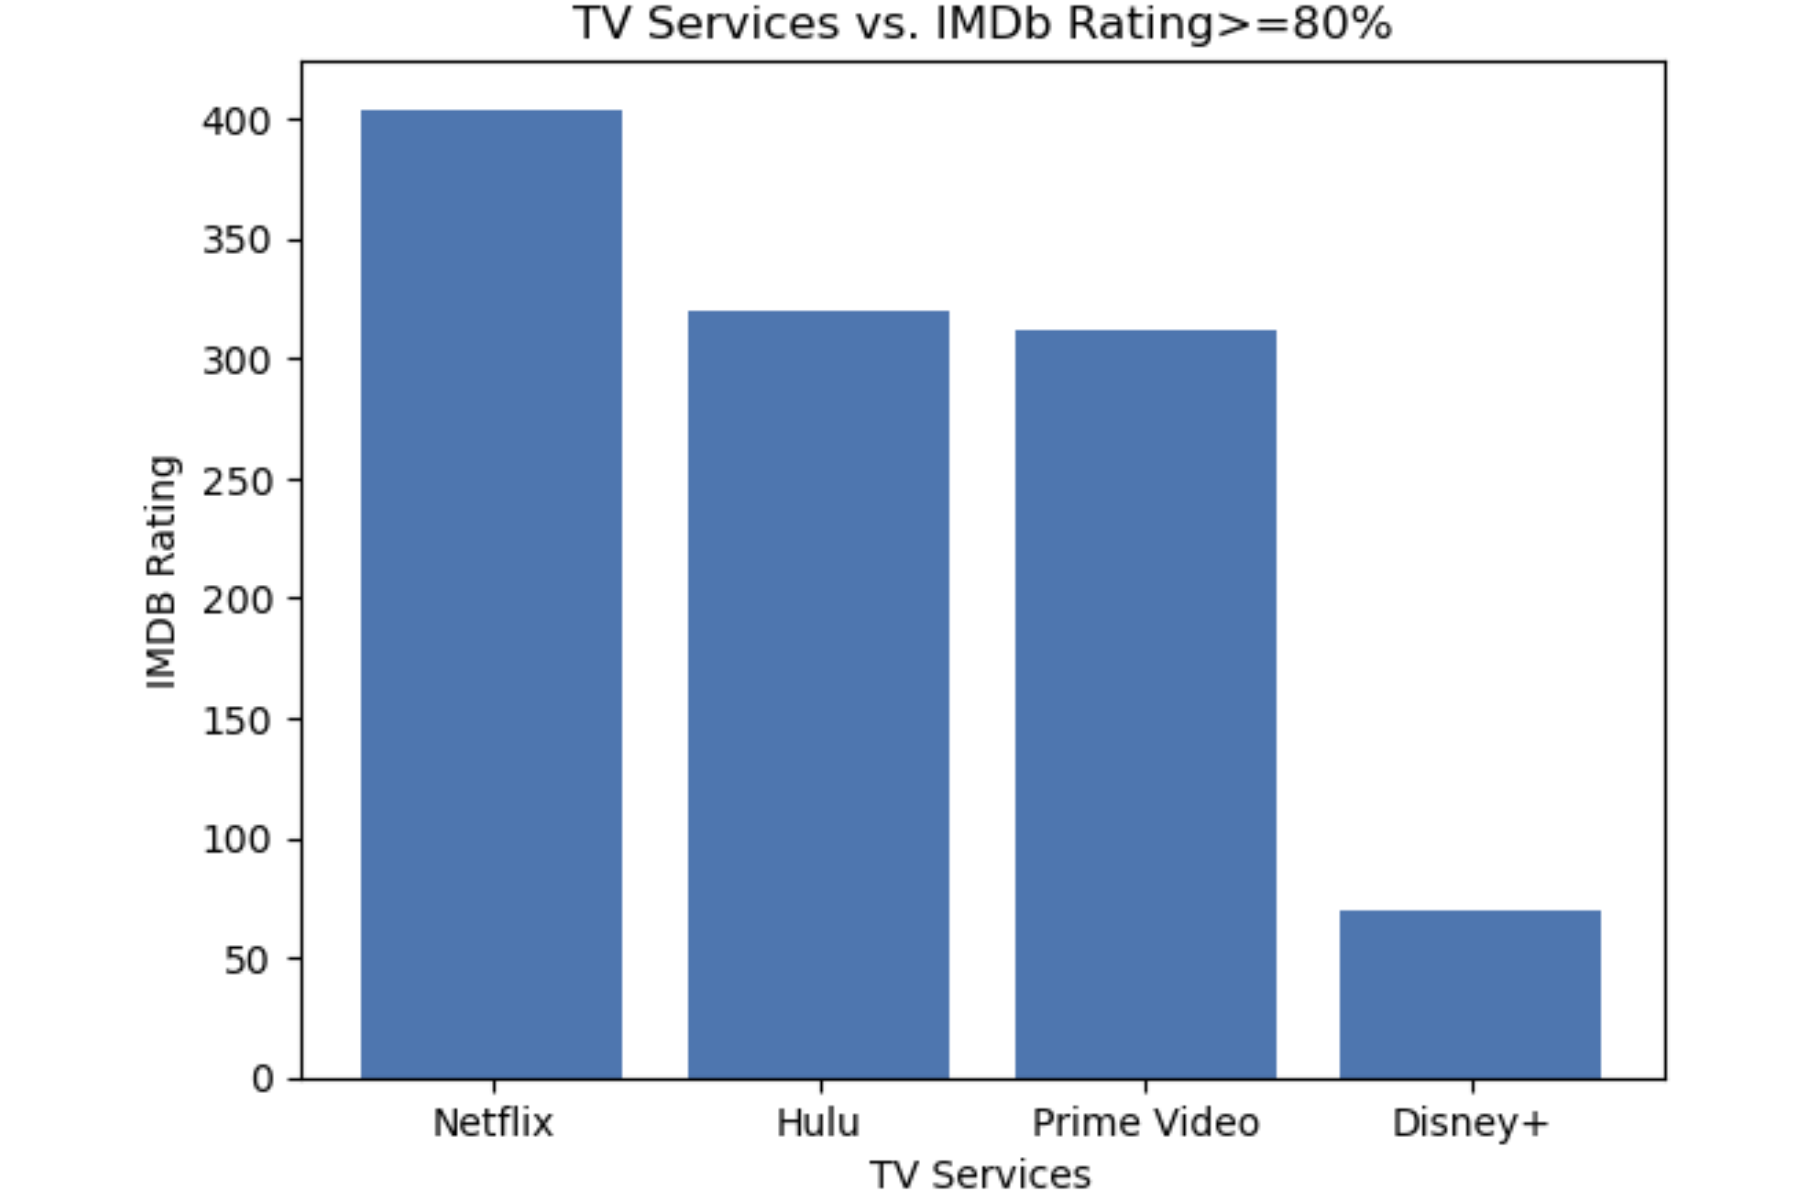 TV Services vs. IMDb Rating>=80%
400
350
300
250
200
150
100
50
0
IMDB Rating
Netflix Hulu Prime Video Disney+
TV Services